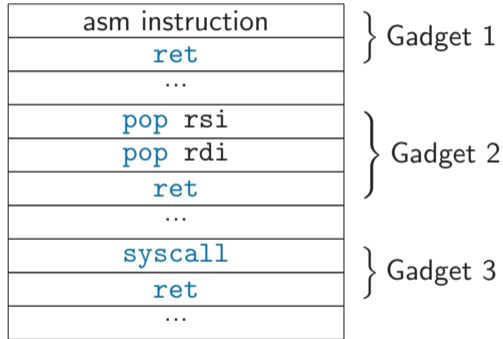 asm instruction
ret
Gadget 1
...
pop rsi
pop rdi
ret
Gadget 2
...
syscall
ret
Gadget 3
...